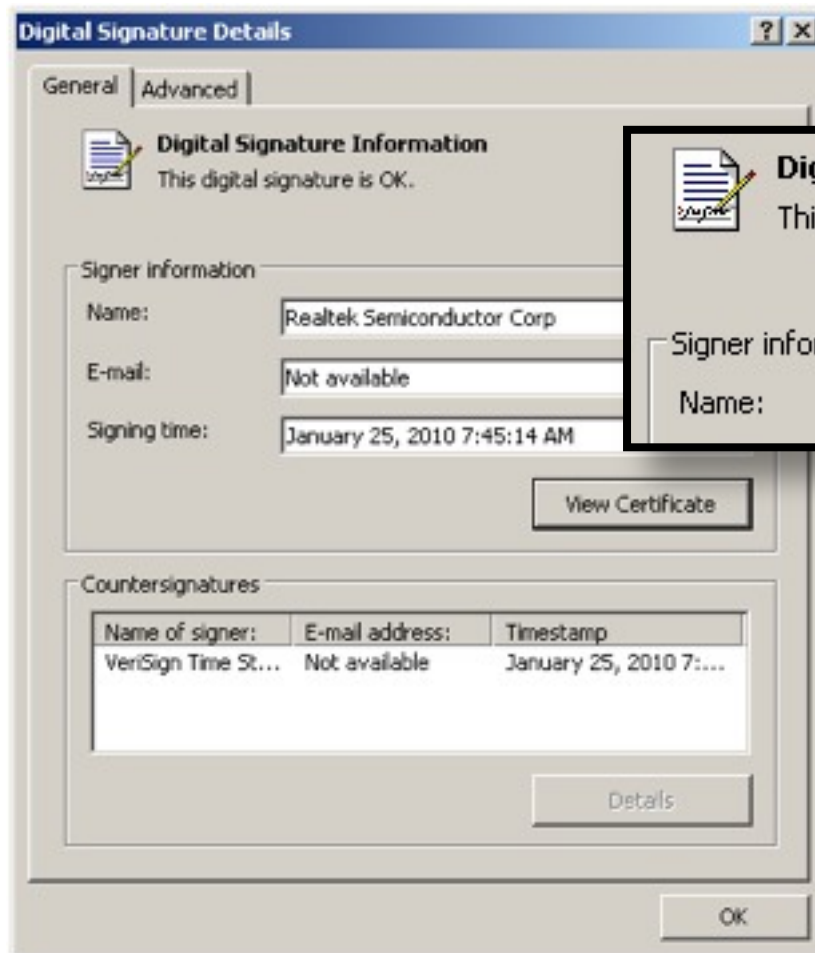 Digital Signature Details
General Advanced
Digital Signature Information
This digital signature is OK.
Signer information
Name: Realtek Semiconductor Corp
E-mail: Not available
Signing time: January 25, 2010 7:45:14 AM
View Certificate
Countersignatures
Name of signer: E-mail address: Timestamp
VeriSign Time St... Not available January 25, 2010 7:...
Details
OK
Dig
Thi
Signer infor
Name: